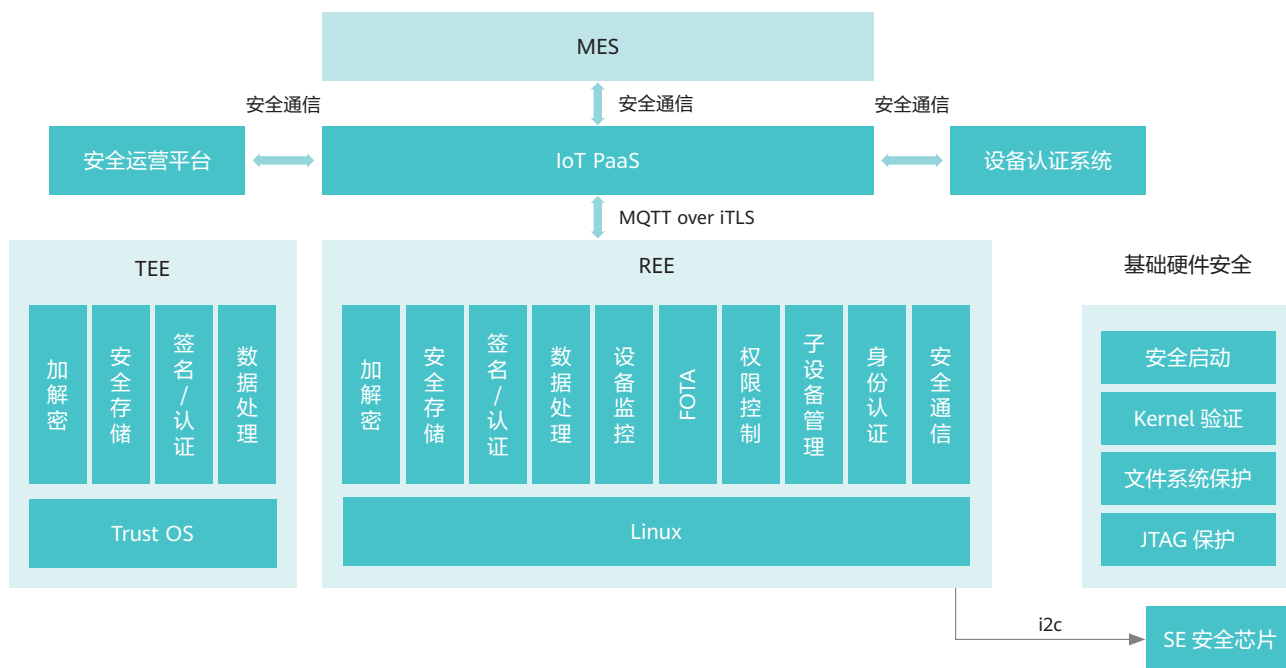 MES
安全通信
安全通信
安全通信
安全运营平台
IoT PaaS
设备认证系统
MQTT over iTLS
TEE
加解密
安全存储
签名/认证
数据处理
Trust OS
REE
加解密
安全存储
签名/认证
数据处理
设备监控
FOTA
权限控制
子设备管理
身份认证
安全通信
Linux
基础硬件安全
安全启动
Kernel 验证
文件系统保护
JTAG 保护
i2c
SE 安全芯片